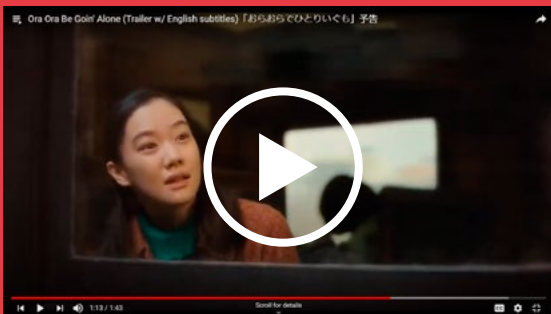 Ora Ora Be Goin' Alone (Trailer w/ English subtitles)「おらおらでひとりいぐも」予告
1:13 / 1:43
Scroll for details